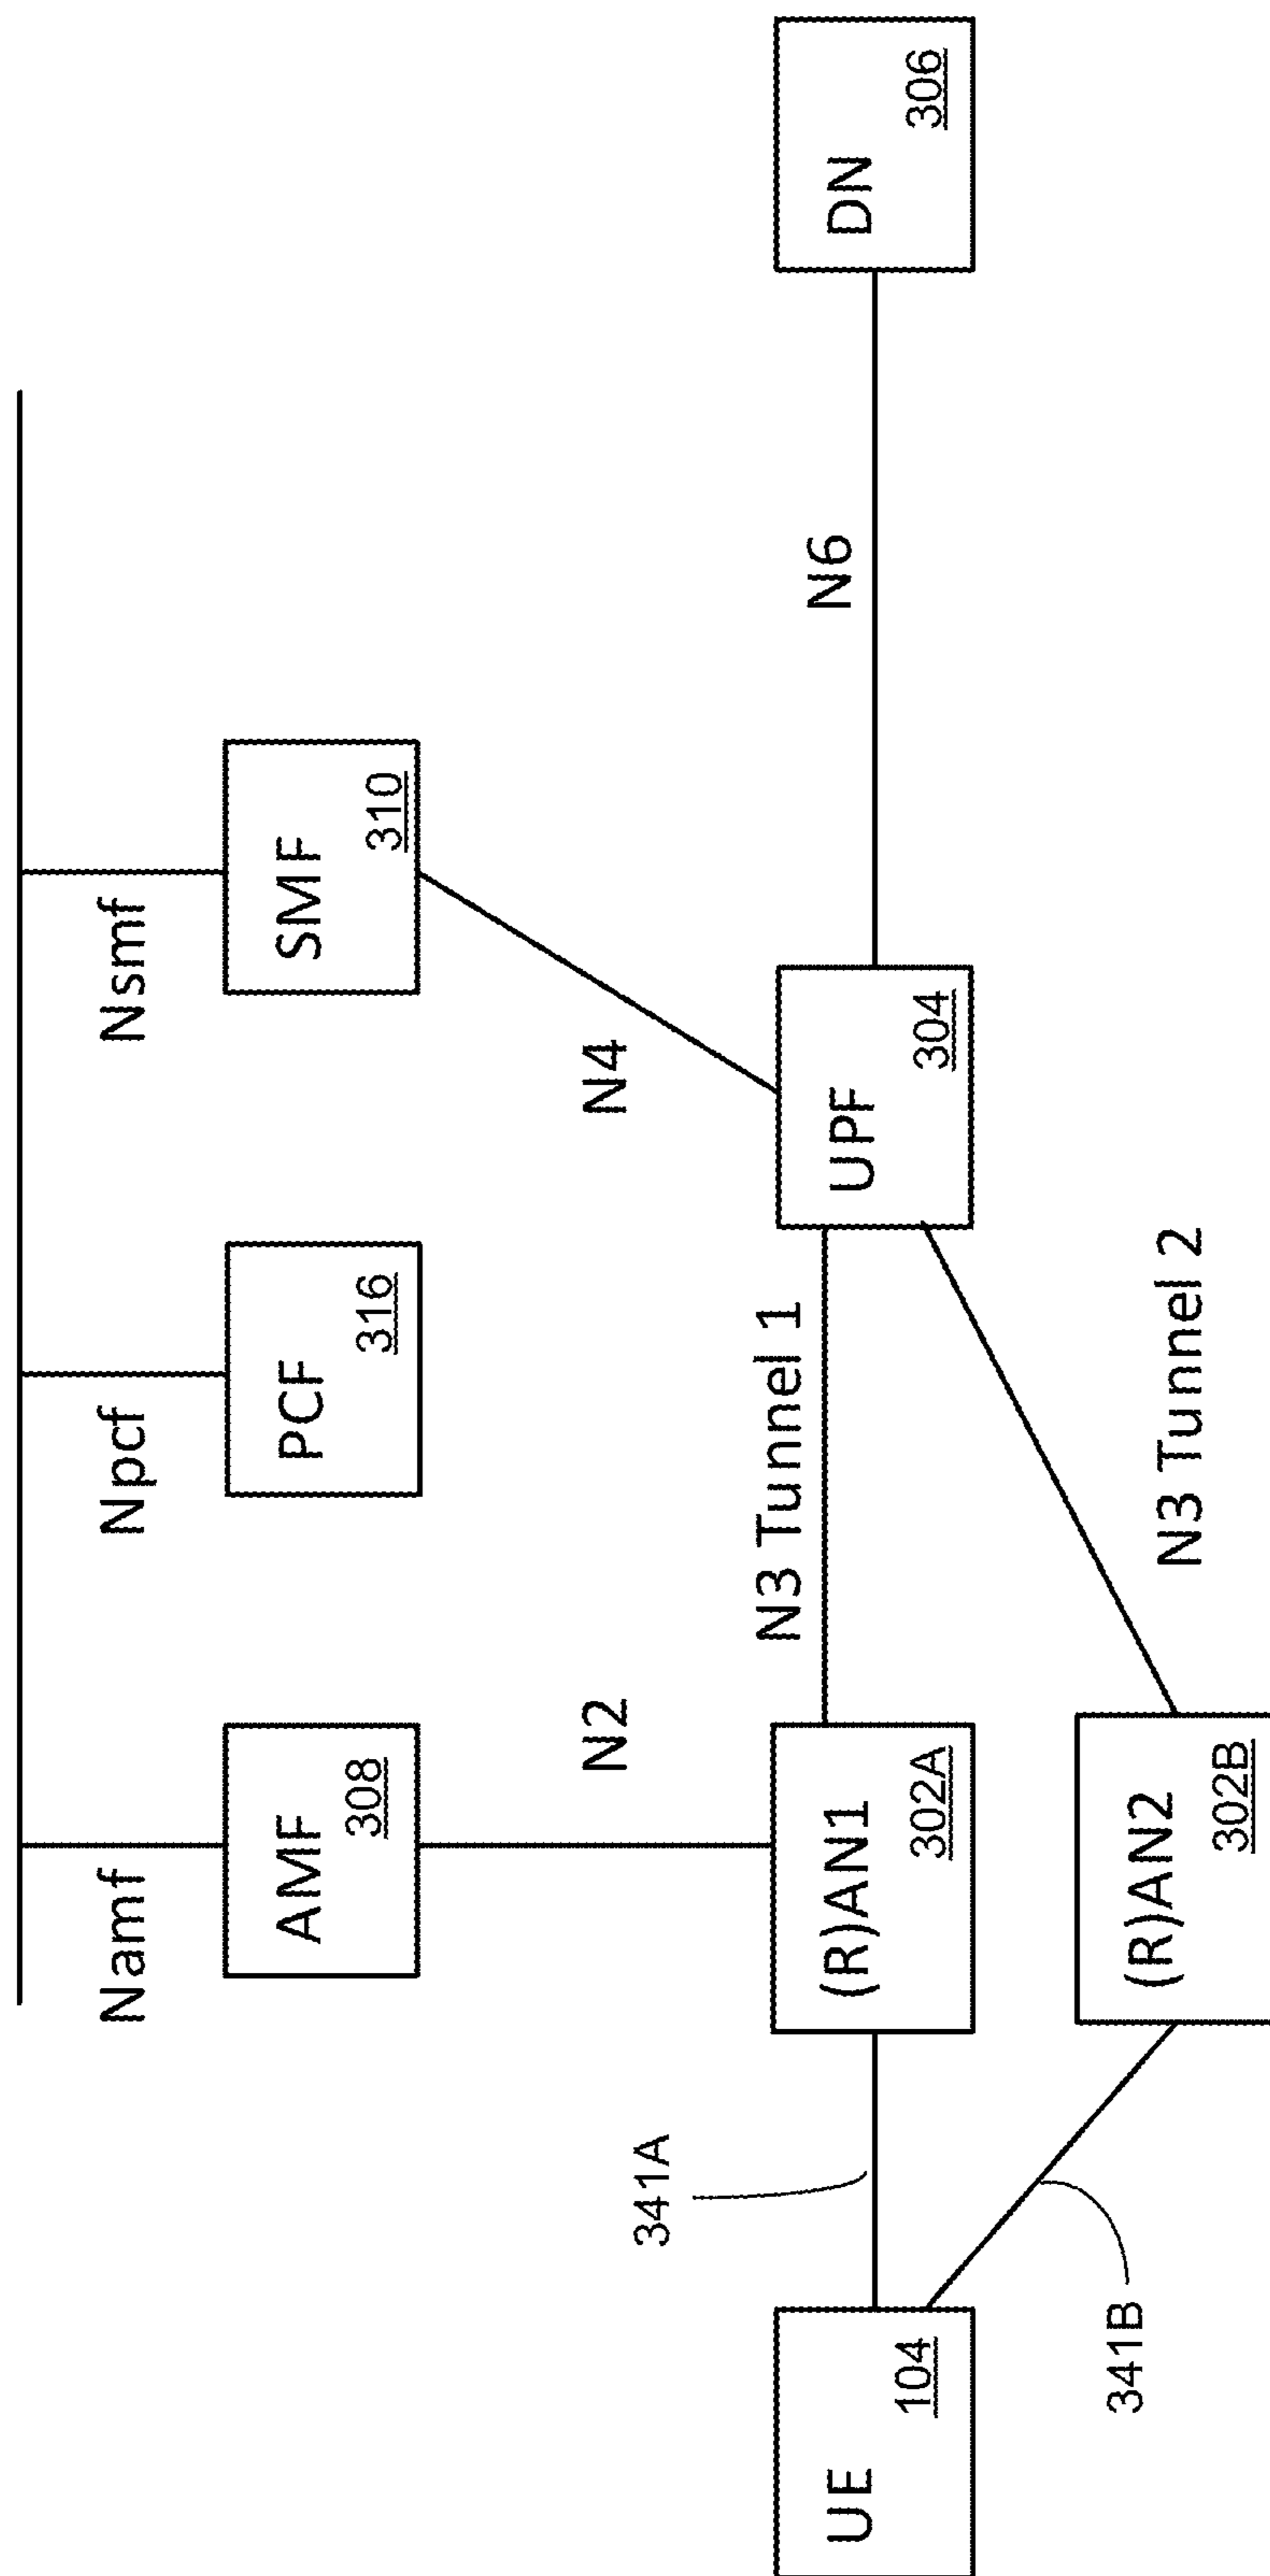 Namf
Npcf
Nsmf
AMF
308
PCF
316
SMF
310
N2
N4
341A
N3 Tunnel 1
N6
UE
104
(R)AN1
302A
UPF
304
DN
306
341B
(R)AN2
302B
N3 Tunnel 2